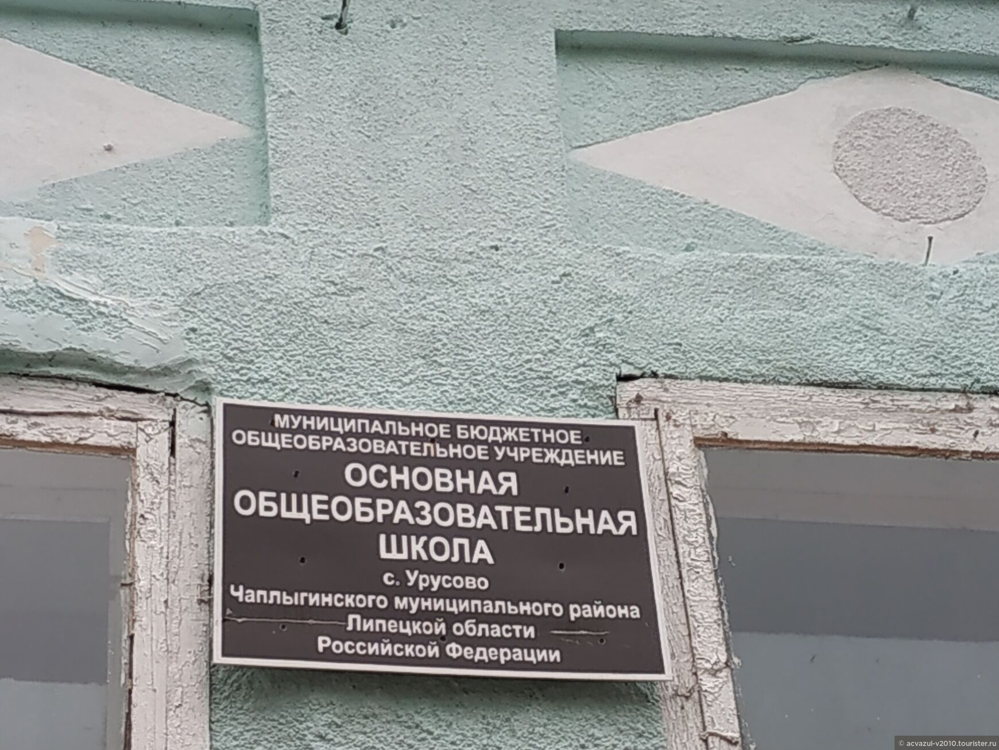 МУНИЦИПАЛЬНОЕ БЮДЖЕТНОЕ
ОБЩЕОБРАЗОВАТЕЛЬНОЕ УЧРЕЖДЕНИЕ
ОСНОВНАЯ
ОБЩЕОБРАЗОВАТЕЛЬНАЯ
ШКОЛА
с. Урусово
Чаплыгинского муниципального района
Липецкой области
Российской Федерации
© acvazul-v2010.tourister.ru